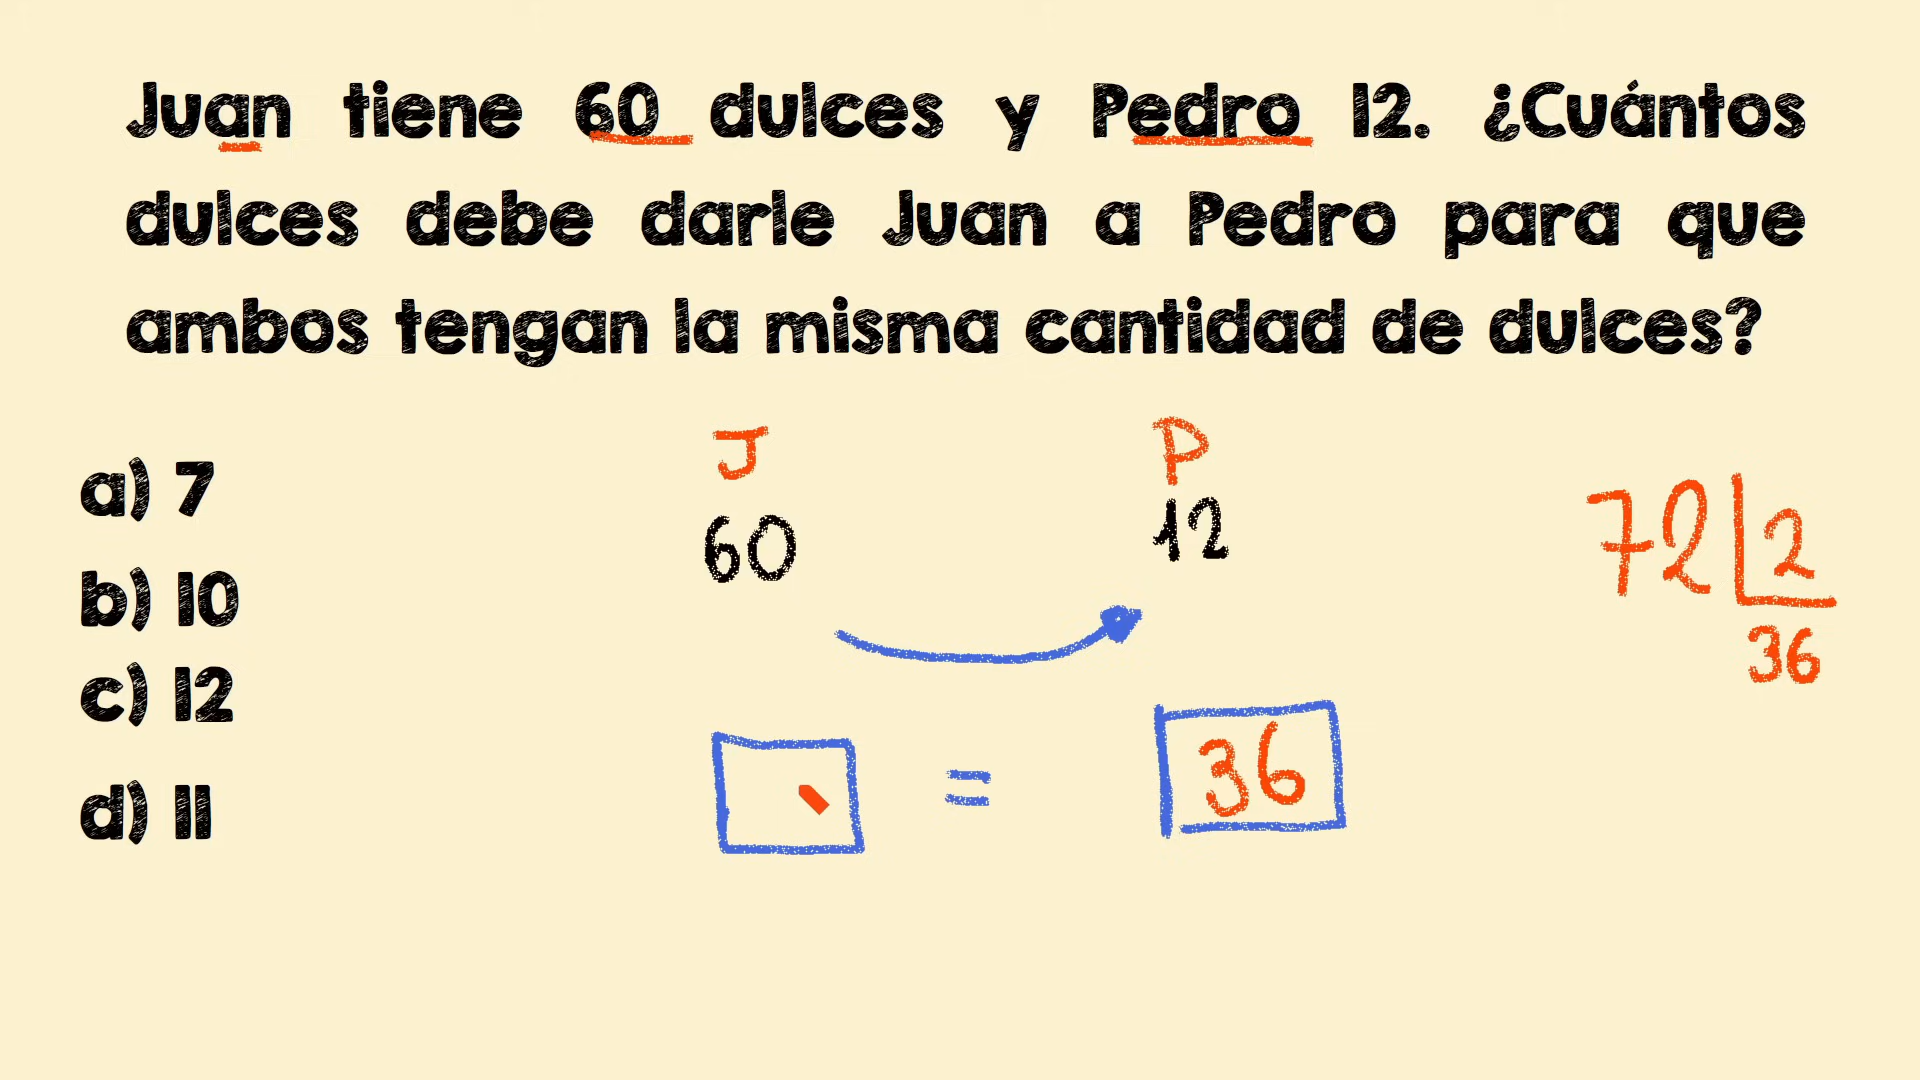 Juan tiene 60 dulces y Pedro 12. ¿Cuántos
dulces debe darle Juan a Pedro para que
ambos tengan la misma cantidad de dulces?
a) 7
b) 10
c) 12
d) 11
J P
60 12
= 36
72 2
36